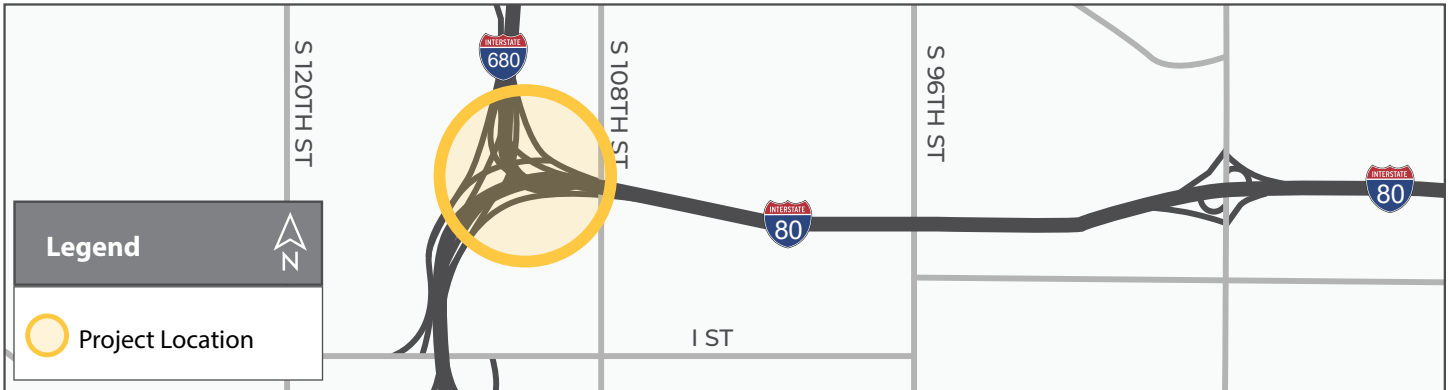 INTERSTATE
680
S 120TH ST
S 108TH ST
S 96TH ST
INTERSTATE
80
INTERSTATE
80
Legend
N
Project Location
I ST